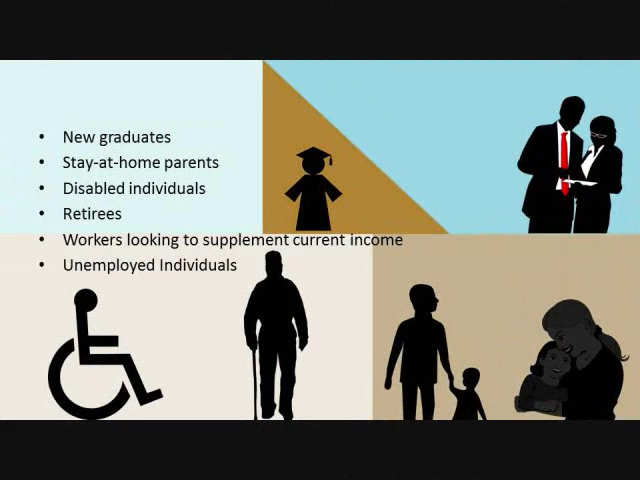 • New graduates
• Stay-at-home parents
• Disabled individuals
• Retirees
• Workers looking to supplement current income
• Unemployed Individuals